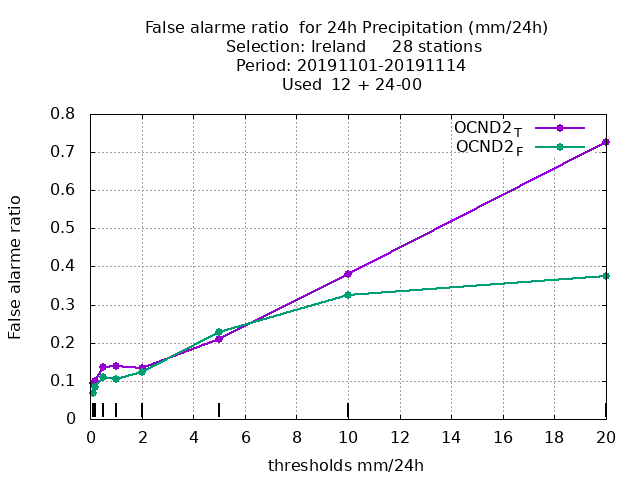 False alarme ratio  for 24h Precipitation (mm/24h)
Selection: Ireland     28 stations
Period: 20191101-20191114
Used  12 + 24-00
OCND2T
OCND2F
False alarme ratio
0.8
0.7
0.6
0.5
0.4
0.3
0.2
0.1
0
0 2 4 6 8 10 12 14 16 18 20
thresholds mm/24h